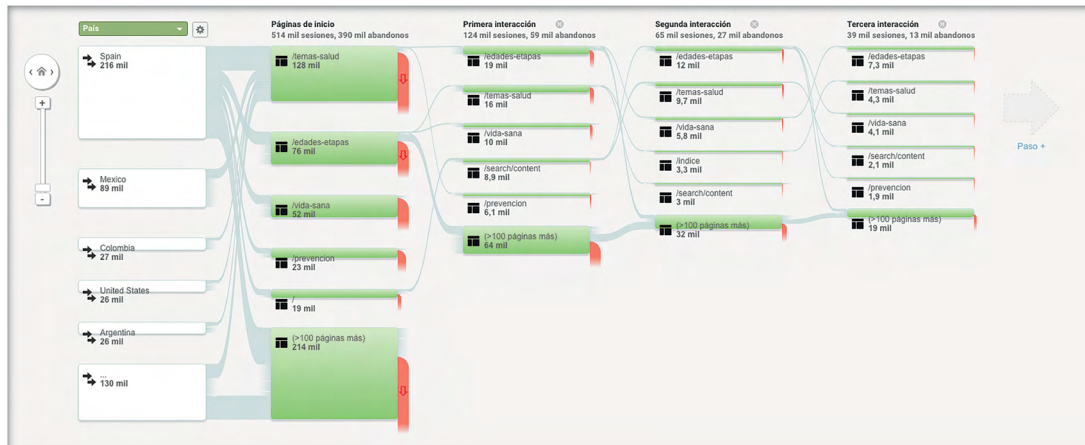 País
Páginas de inicio
514 mil sesiones, 390 mil abandonos
Primera interacción
124 mil sesiones, 59 mil abandonos
Segunda interacción
65 mil sesiones, 27 mil abandonos
Tercera interacción
39 mil sesiones, 13 mil abandonos
Spain
216 mil
Mexico
89 mil
Colombia
27 mil
United States
26 mil
Argentina
26 mil
...
130 mil
/temas-salud
128 mil
/edades-etapas
76 mil
/vida-sana
52 mil
/prevencion
23 mil
/
19 mil
(>100 páginas más)
214 mil
/edades-etapas
19 mil
/temas-salud
16 mil
/vida-sana
10 mil
/search/content
8,9 mil
/prevencion
6,1 mil
(>100 páginas más)
64 mil
/edades-etapas
12 mil
/temas-salud
9,7 mil
/vida-sana
5,8 mil
/indice
3,3 mil
/search/content
3 mil
(>100 páginas más)
32 mil
/edades-etapas
7,3 mil
/temas-salud
4,3 mil
/vida-sana
4,1 mil
/search/content
2,1 mil
/prevencion
1,9 mil
(>100 páginas más)
19 mil
Paso +
+
-